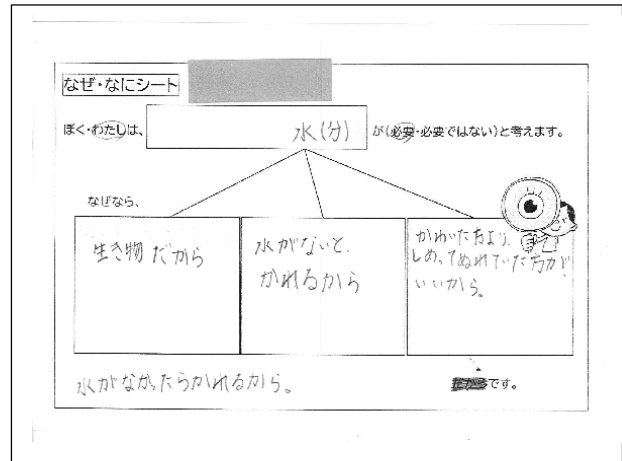 なぜ・なにシート
ぼく・わたしは、水(分)が(必要・必要ではない)と考えます。
なぜなら、
生き物だから
水がないと、
かれるから
かわいた方より、
しめってぬれていた方が
いいから。
水がなかったらかれるから。
です。